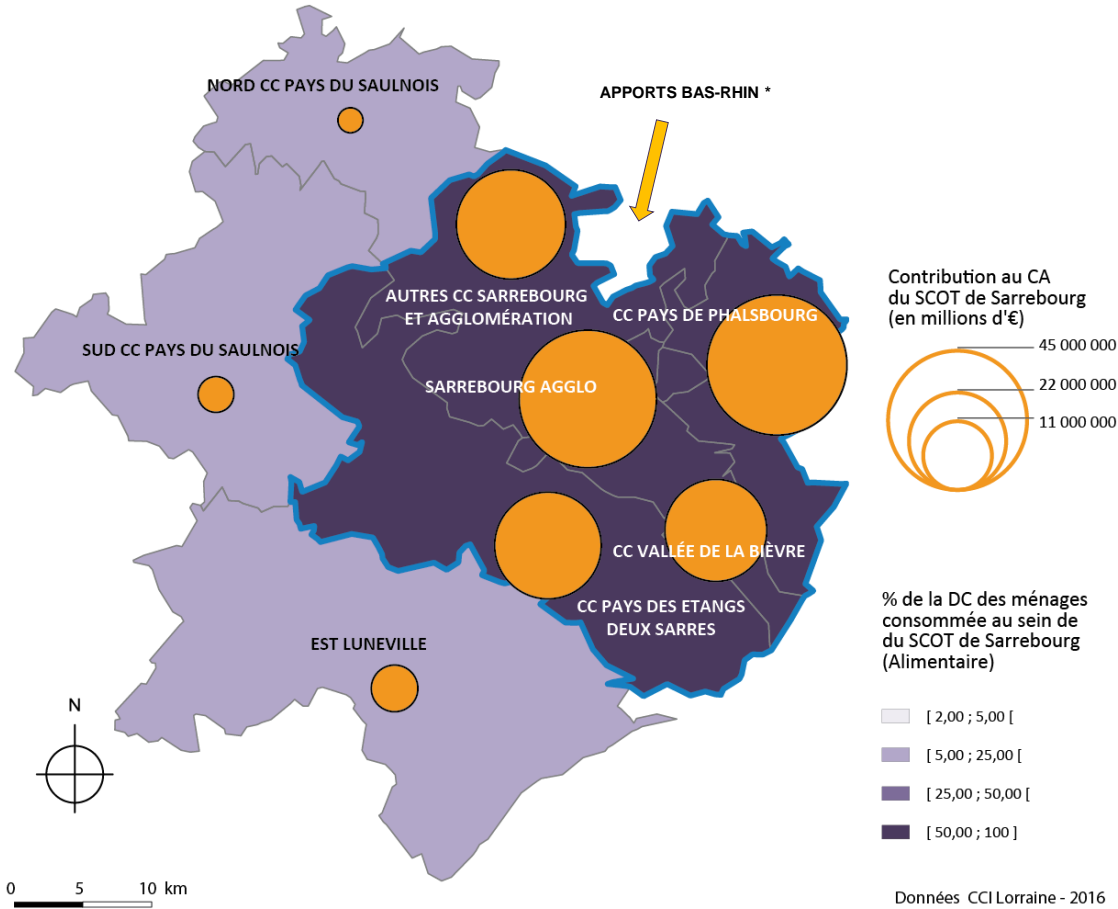 NORD CC PAYS DU SAULNOIS
APPORTS BAS-RHIN *
AUTRES CC SARREBOURG
ET AGGLOMÉRATION
CC PAYS DE PHALSBOURG
SUD CC PAYS DU SAULNOIS
SARREBOURG AGGLO
CC VALLÉE DE LA BIÈVRE
CC PAYS DES ETANGS
DEUX SARRES
EST LUNEVILLE
N
0 5 10 km
Contribution au CA
du SCOT de Sarrebourg
(en millions d'€)
45 000 000
22 000 000
11 000 000
% de la DC des ménages
consommée au sein de
du SCOT de Sarrebourg
(Alimentaire)
[ 2,00 ; 5,00 [
[ 5,00 ; 25,00 [
[ 25,00 ; 50,00 [
[ 50,00 ; 100 ]
Données CCI Lorraine - 2016